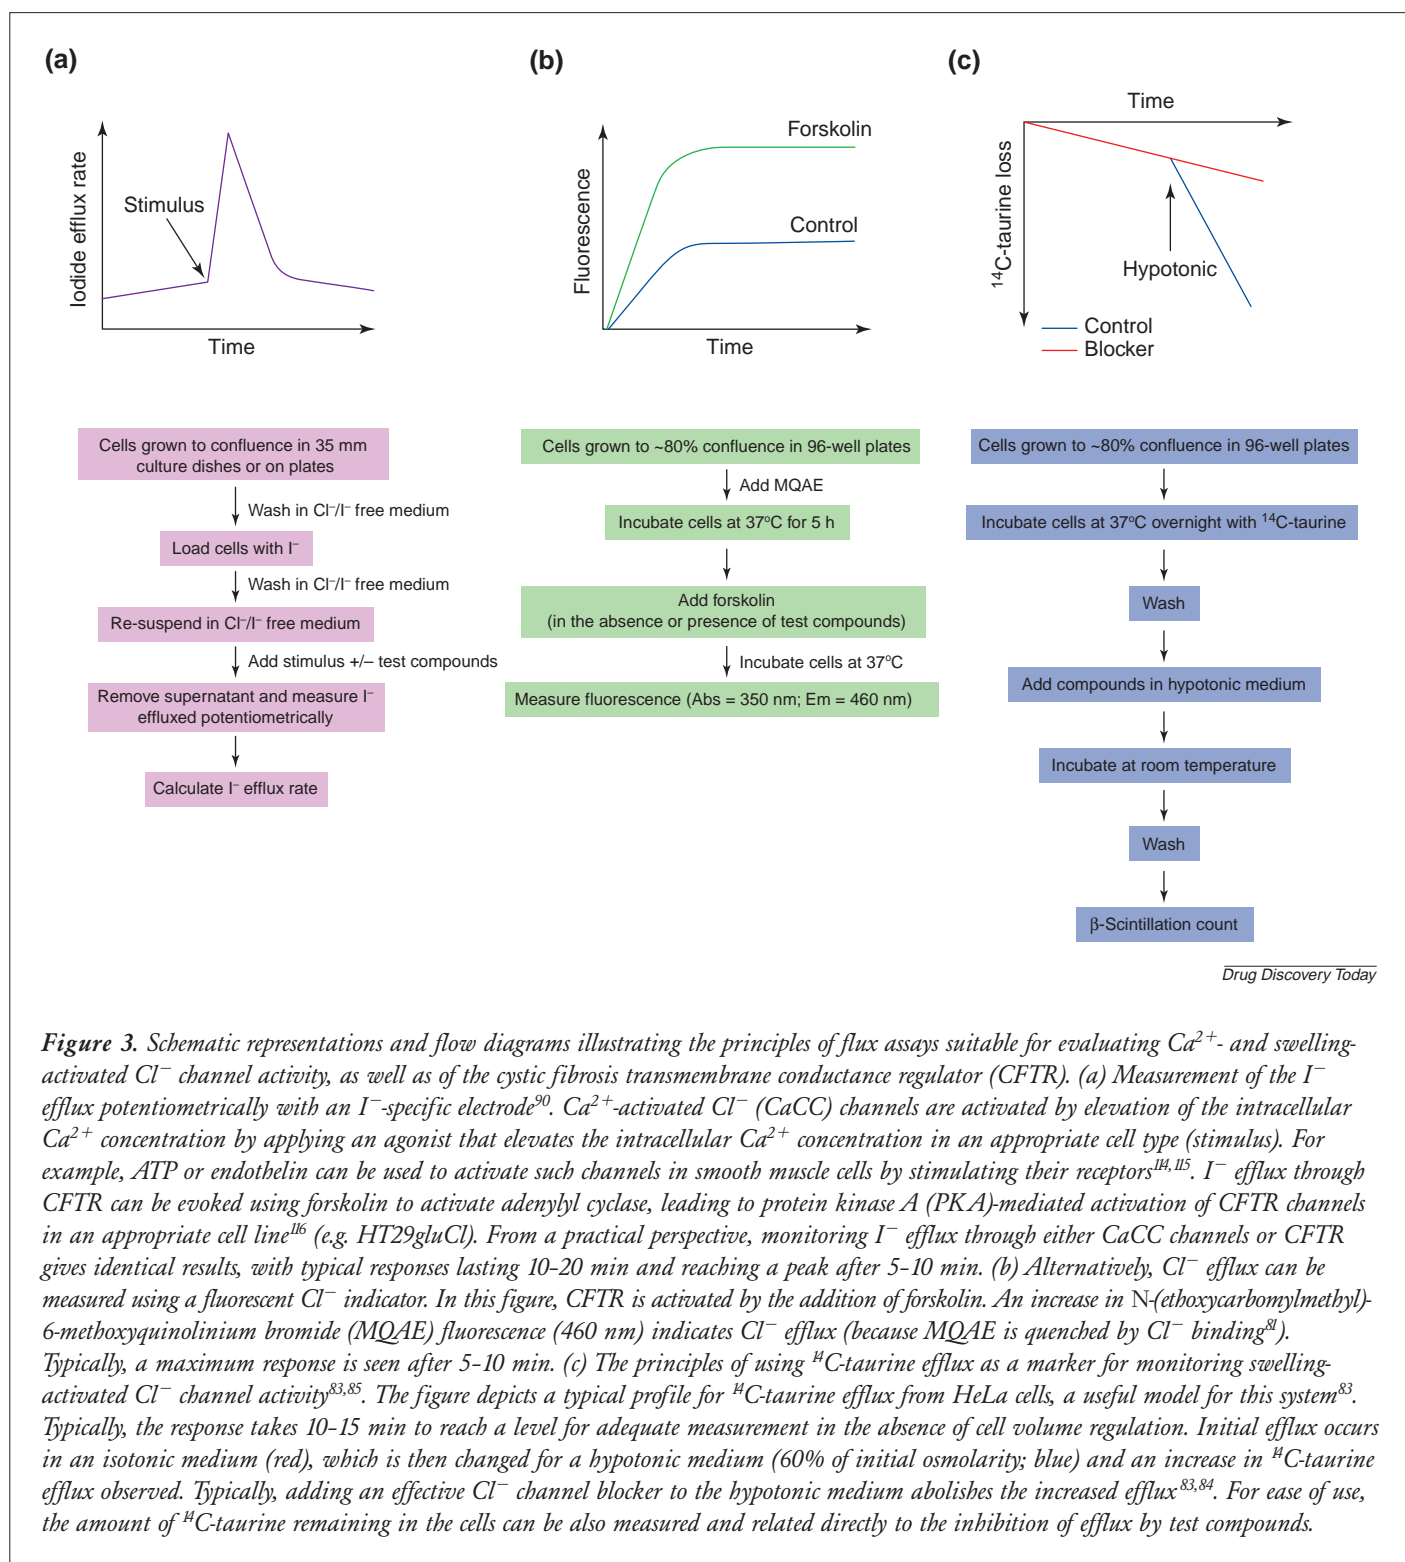 (a)
Iodide efflux rate
Stimulus
Time
(b)
Fluorescence
Forskolin
Control
Time
(c)
Time
¹⁴C-taurine loss
Hypotonic
Control
Blocker
Cells grown to confluence in 35 mm
culture dishes or on plates
Wash in Cl⁻/I⁻ free medium
Load cells with I⁻
Wash in Cl⁻/I⁻ free medium
Re-suspend in Cl⁻/I⁻ free medium
Add stimulus +/– test compounds
Remove supernatant and measure I⁻
effluxed potentiometrically
Calculate I⁻ efflux rate
Cells grown to ~80% confluence in 96-well plates
Add MQAE
Incubate cells at 37ºC for 5 h
Add forskolin
(in the absence or presence of test compounds)
Incubate cells at 37ºC
Measure fluorescence (Abs = 350 nm; Em = 460 nm)
Cells grown to ~80% confluence in 96-well plates
Incubate cells at 37ºC overnight with ¹⁴C-taurine
Wash
Add compounds in hypotonic medium
Incubate at room temperature
Wash
β-Scintillation count
Drug Discovery Today
Figure 3. Schematic representations and flow diagrams illustrating the principles of flux assays suitable for evaluating Ca²⁺- and swelling-
activated Cl⁻ channel activity, as well as of the cystic fibrosis transmembrane conductance regulator (CFTR). (a) Measurement of the I⁻
efflux potentiometrically with an I⁻-specific electrode⁹⁰. Ca²⁺-activated Cl⁻ (CaCC) channels are activated by elevation of the intracellular
Ca²⁺ concentration by applying an agonist that elevates the intracellular Ca²⁺ concentration in an appropriate cell type (stimulus). For
example, ATP or endothelin can be used to activate such channels in smooth muscle cells by stimulating their receptors¹¹⁴,¹¹⁵. I⁻ efflux through
CFTR can be evoked using forskolin to activate adenylyl cyclase, leading to protein kinase A (PKA)-mediated activation of CFTR channels
in an appropriate cell line¹¹⁶ (e.g. HT29gluCl). From a practical perspective, monitoring I⁻ efflux through either CaCC channels or CFTR
gives identical results, with typical responses lasting 10–20 min and reaching a peak after 5–10 min. (b) Alternatively, Cl⁻ efflux can be
measured using a fluorescent Cl⁻ indicator. In this figure, CFTR is activated by the addition of forskolin. An increase in N-(ethoxycarbomylmethyl)-
6-methoxyquinolinium bromide (MQAE) fluorescence (460 nm) indicates Cl⁻ efflux (because MQAE is quenched by Cl⁻ binding⁸¹).
Typically, a maximum response is seen after 5–10 min. (c) The principles of using ¹⁴C-taurine efflux as a marker for monitoring swelling-
activated Cl⁻ channel activity⁸³,⁸⁵. The figure depicts a typical profile for ¹⁴C-taurine efflux from HeLa cells, a useful model for this system⁸³.
Typically, the response takes 10–15 min to reach a level for adequate measurement in the absence of cell volume regulation. Initial efflux occurs
in an isotonic medium (red), which is then changed for a hypotonic medium (60% of initial osmolarity; blue) and an increase in ¹⁴C-taurine
efflux observed. Typically, adding an effective Cl⁻ channel blocker to the hypotonic medium abolishes the increased efflux⁸³,⁸⁴. For ease of use,
the amount of ¹⁴C-taurine remaining in the cells can be also measured and related directly to the inhibition of efflux by test compounds.